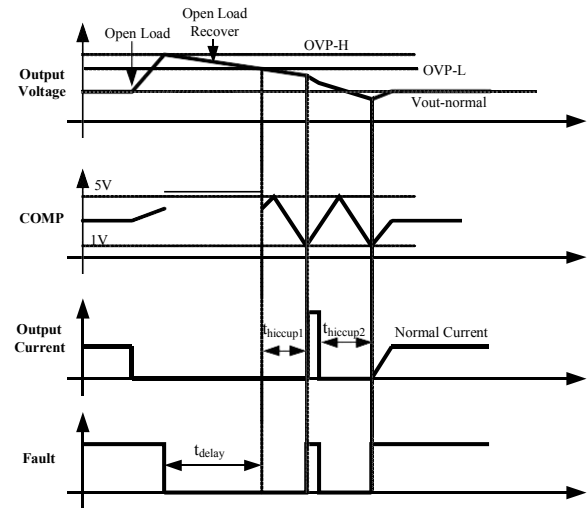 Open Load
Recover
Open Load
OVP-H
OVP-L
Output
Voltage
Vout-normal
5V
COMP
1V
Output
Current
thiccup1
thiccup2
Normal Current
Fault
tdelay